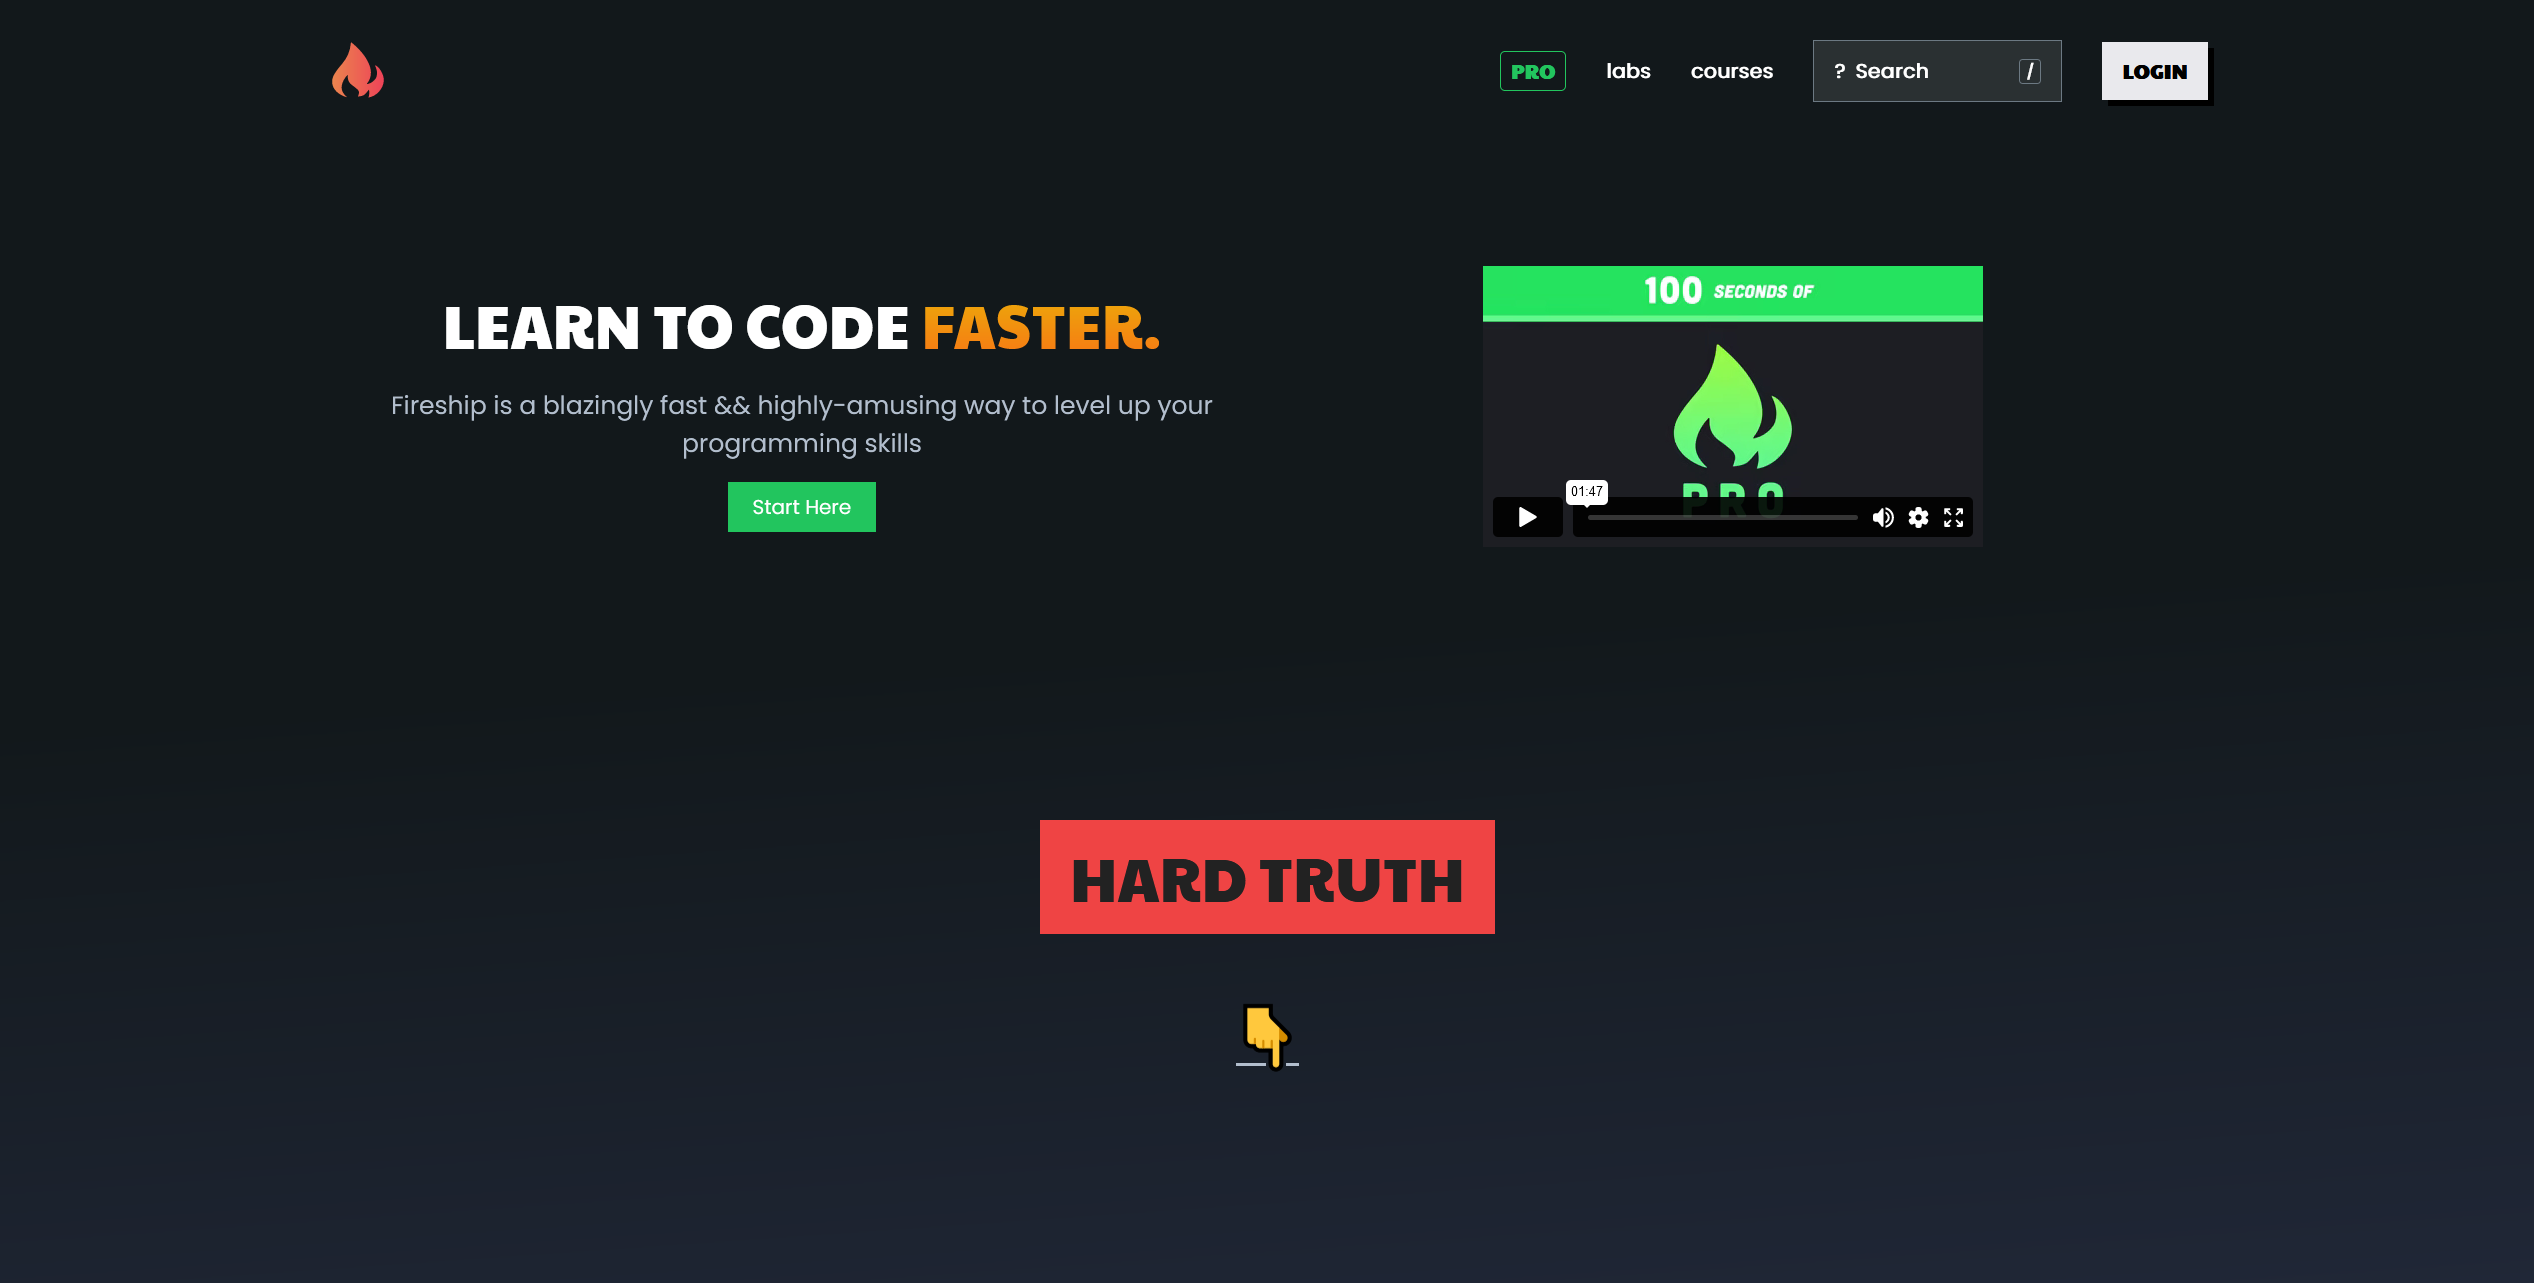 PRO labs courses ? Search / LOGIN
LEARN TO CODE FASTER.
Fireship is a blazingly fast && highly-amusing way to level up your
programming skills
Start Here
100 SECONDS OF
PRO
01:47
HARD TRUTH